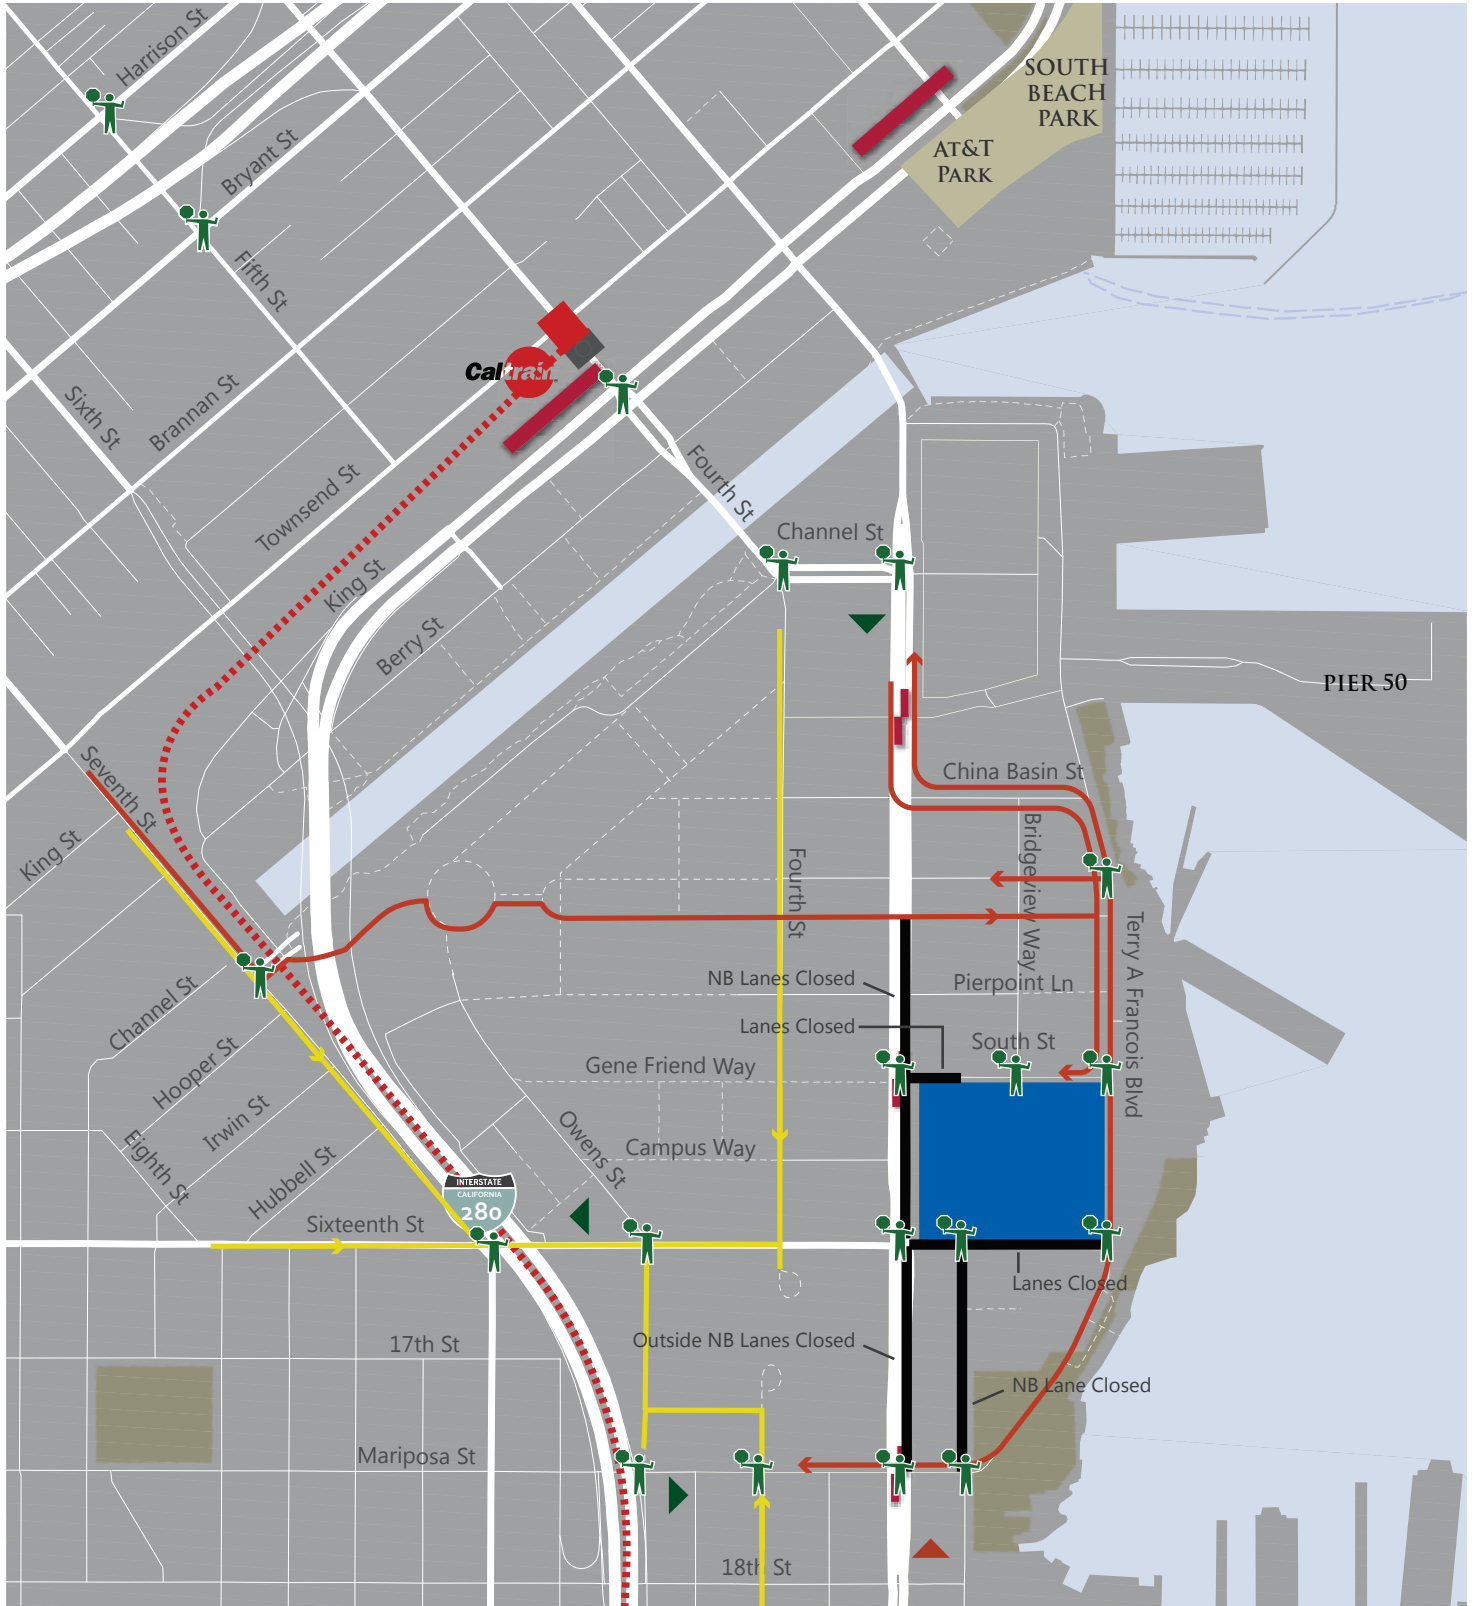 Harrison St
SOUTH
BEACH
PARK
AT&T
PARK
Bryant St
Fifth St
Caltrain
Sixth St
Brannan St
Townsend St
Fourth St
Channel St
King St
Berry St
PIER 50
Seventh St
China Basin St
King St
Bridgeview Way
Fourth St
Terry A Francois Blvd
NB Lanes Closed
Pierpoint Ln
Channel St
Lanes Closed
South St
Hooper St
Gene Friend Way
Irwin St
Owens St
Campus Way
Eighth St
Hubbell St
INTERSTATE
CALIFORNIA
280
Sixteenth St
Lanes Closed
17th St
Outside NB Lanes Closed
NB Lane Closed
Mariposa St
18th St